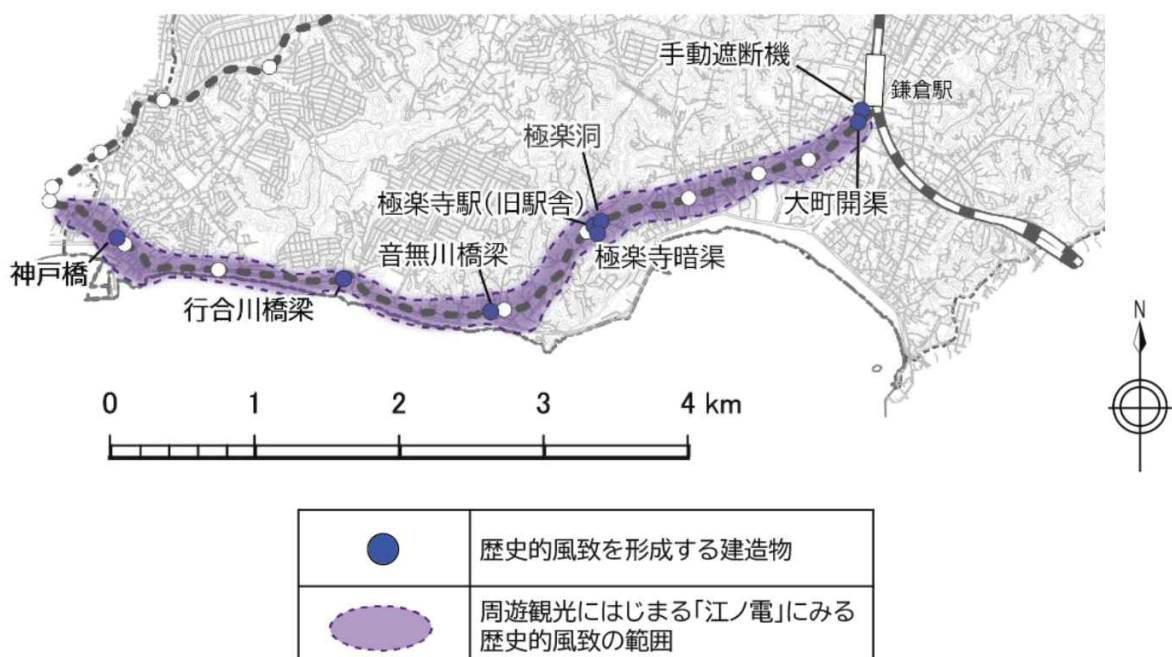 手動遮断機
鎌倉駅
極楽洞
極楽寺駅(旧駅舎)
大町開渠
音無川橋梁
極楽寺暗渠
神戸橋
行合川橋梁
N
0 1 2 3 4 km
歴史的風致を形成する建造物
周遊観光にはじまる「江ノ電」にみる
歴史的風致の範囲